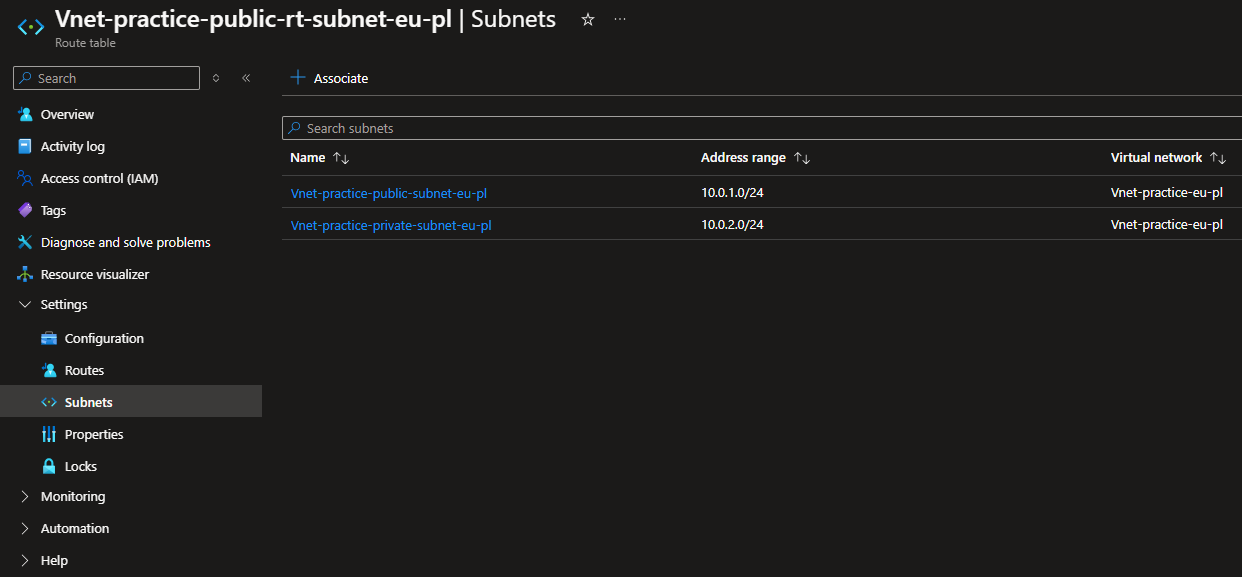 Vnet-practice-public-rt-subnet-eu-pl | Subnets
Route table
Search
Associate
Overview
Activity log
Access control (IAM)
Tags
Diagnose and solve problems
Resource visualizer
Settings
Configuration
Routes
Subnets
Properties
Locks
Monitoring
Automation
Help
Search subnets
Name Address range Virtual network
Vnet-practice-public-subnet-eu-pl 10.0.1.0/24 Vnet-practice-eu-pl
Vnet-practice-private-subnet-eu-pl 10.0.2.0/24 Vnet-practice-eu-pl